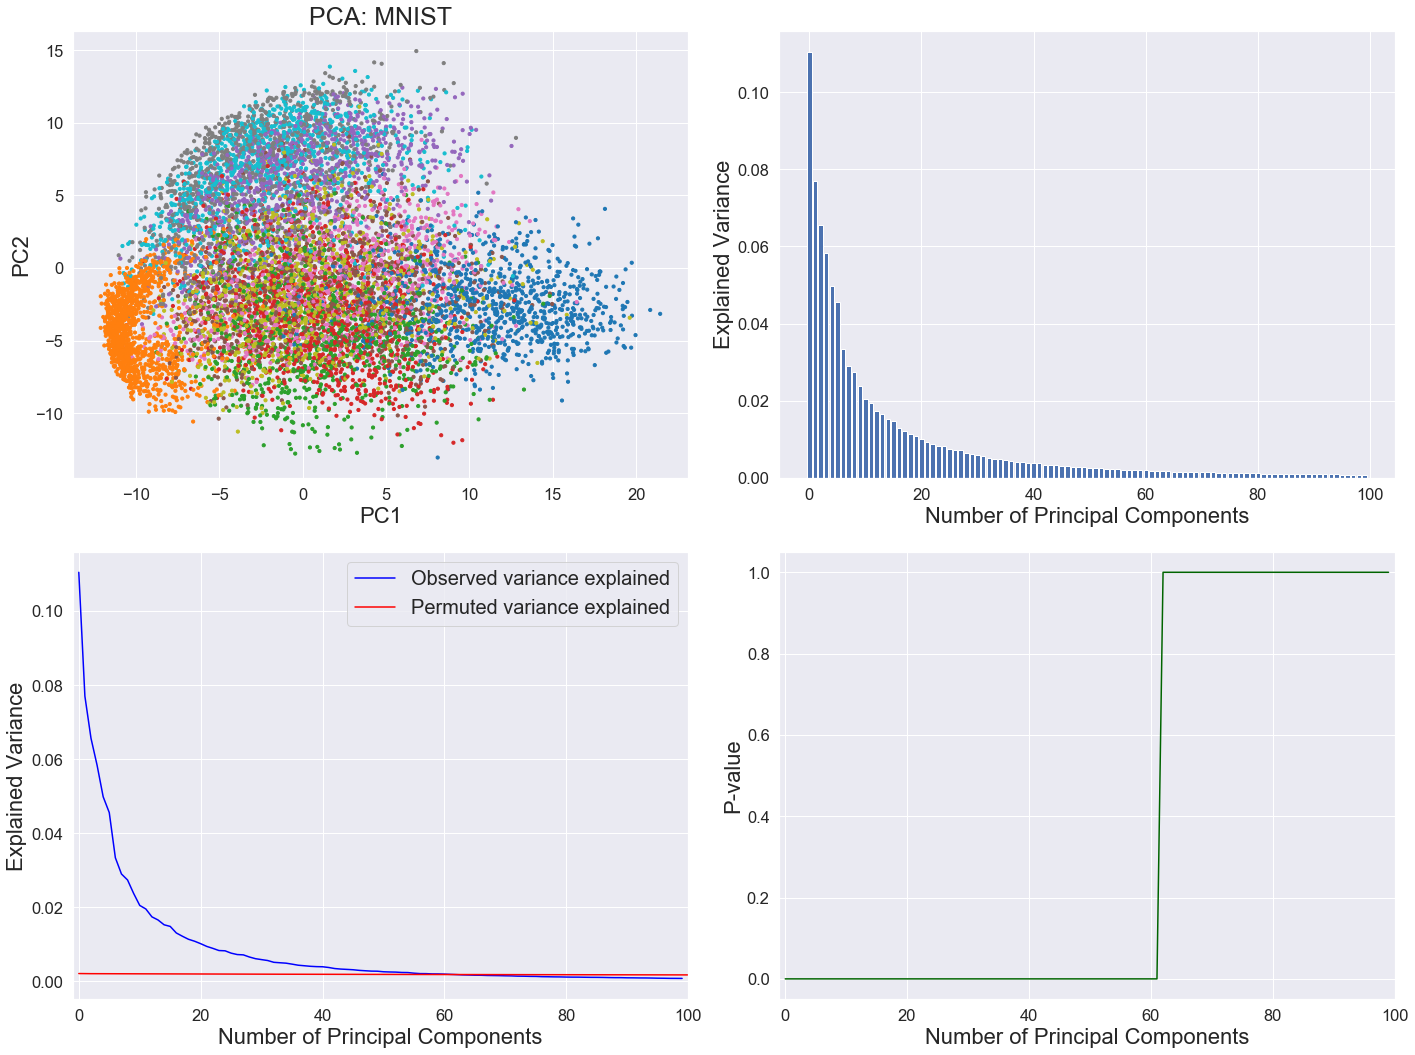 PCA: MNIST
15
10
5
0
−5
−10
PC2
−10 −5 0 5 10 15 20
PC1
0.10
0.08
0.06
0.04
0.02
0.00
Explained Variance
0 20 40 60 80 100
Number of Principal Components
Observed variance explained
Permuted variance explained
0.10
0.08
0.06
0.04
0.02
0.00
Explained Variance
0 20 40 60 80 100
Number of Principal Components
1.0
0.8
0.6
0.4
0.2
0.0
P-value
0 20 40 60 80 100
Number of Principal Components